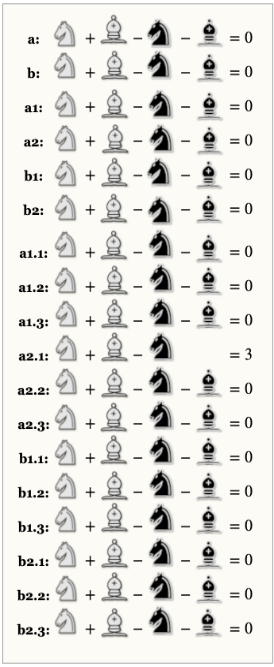 a: ♘ + ♗ − ♞ − ♝ = 0
b: ♘ + ♗ − ♞ − ♝ = 0
a1: ♘ + ♗ − ♞ − ♝ = 0
a2: ♘ + ♗ − ♞ − ♝ = 0
b1: ♘ + ♗ − ♞ − ♝ = 0
b2: ♘ + ♗ − ♞ − ♝ = 0
a1.1: ♘ + ♗ − ♞ − ♝ = 0
a1.2: ♘ + ♗ − ♞ − ♝ = 0
a1.3: ♘ + ♗ − ♞ − ♝ = 0
a2.1: ♘ + ♗ − ♞ = 3
a2.2: ♘ + ♗ − ♞ − ♝ = 0
a2.3: ♘ + ♗ − ♞ − ♝ = 0
b1.1: ♘ + ♗ − ♞ − ♝ = 0
b1.2: ♘ + ♗ − ♞ − ♝ = 0
b1.3: ♘ + ♗ − ♞ − ♝ = 0
b2.1: ♘ + ♗ − ♞ − ♝ = 0
b2.2: ♘ + ♗ − ♞ − ♝ = 0
b2.3: ♘ + ♗ − ♞ − ♝ = 0